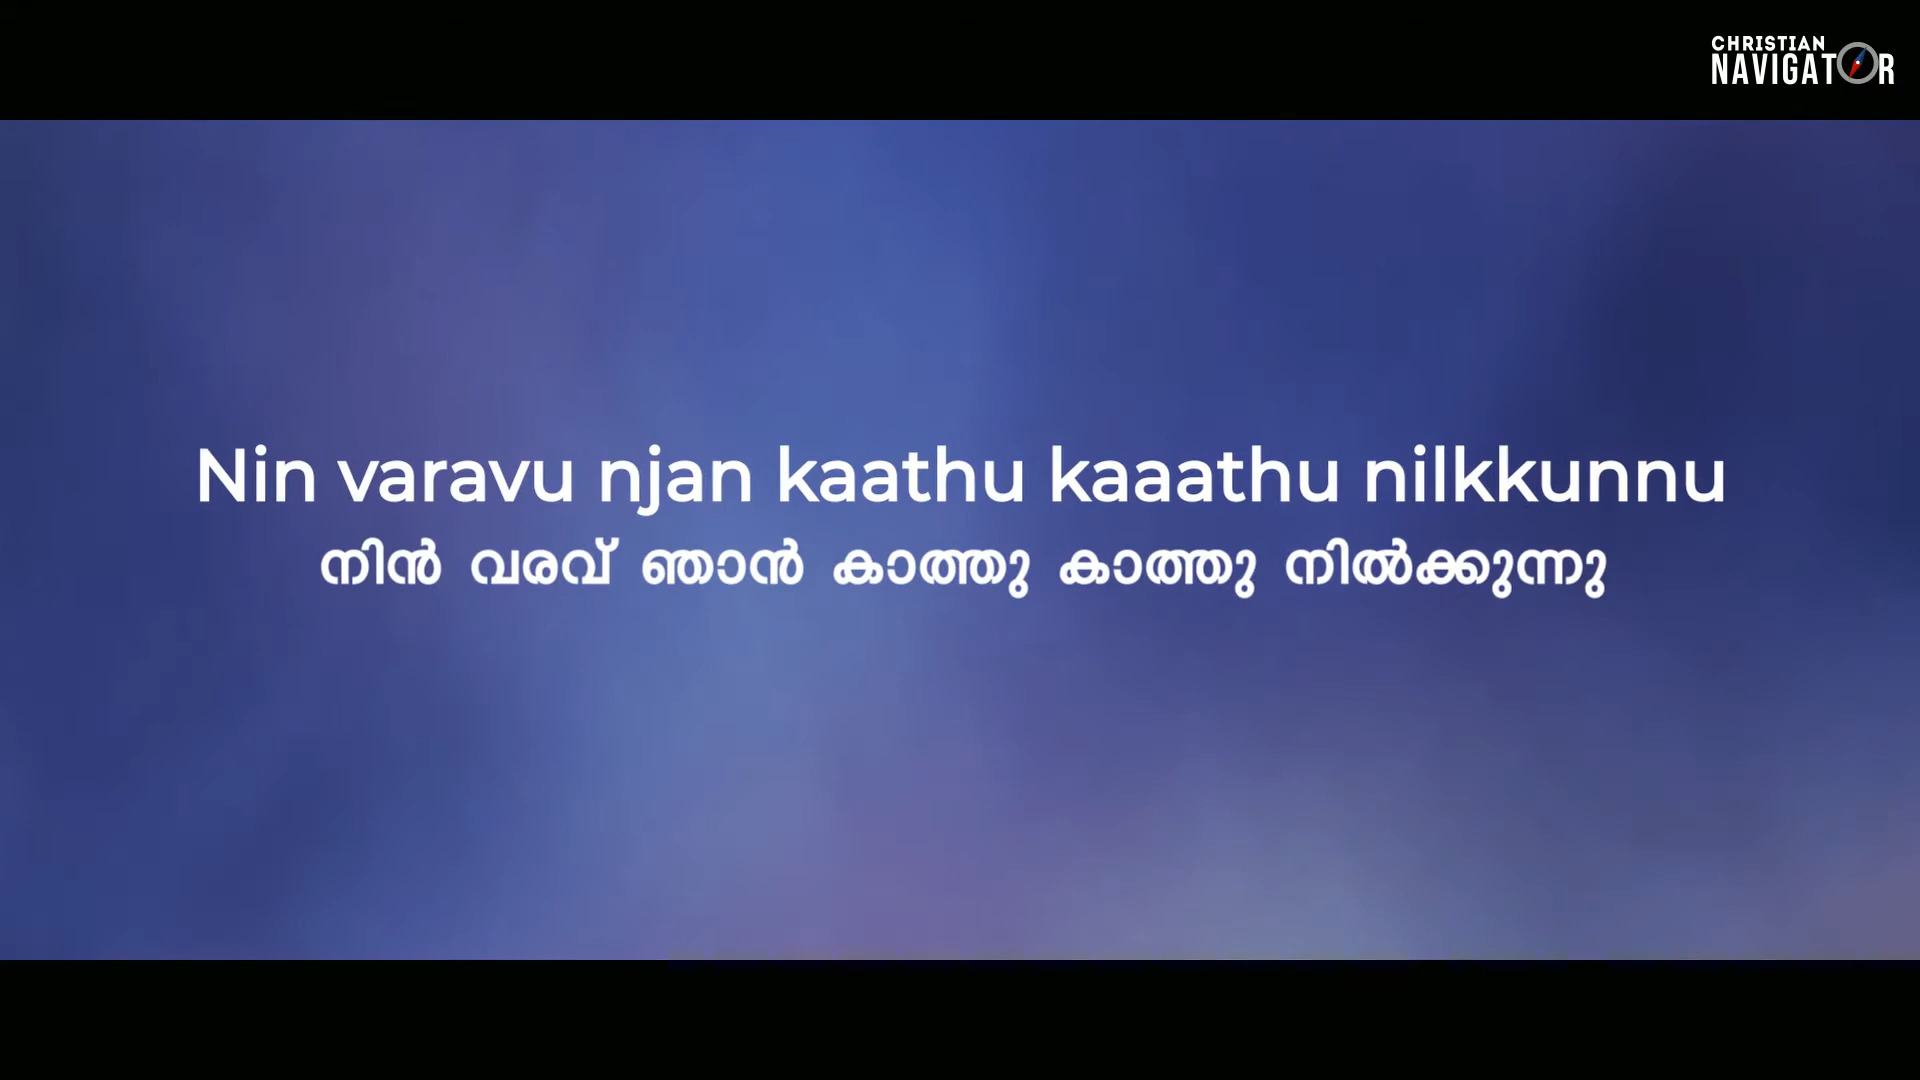 CHRISTIAN
NAVIGATOR
Nin varavu njan kaathu kaaathu nilkkunnu
നിൻ വരവ് ഞാൻ കാത്തു കാത്തു നിൽക്കുന്നു